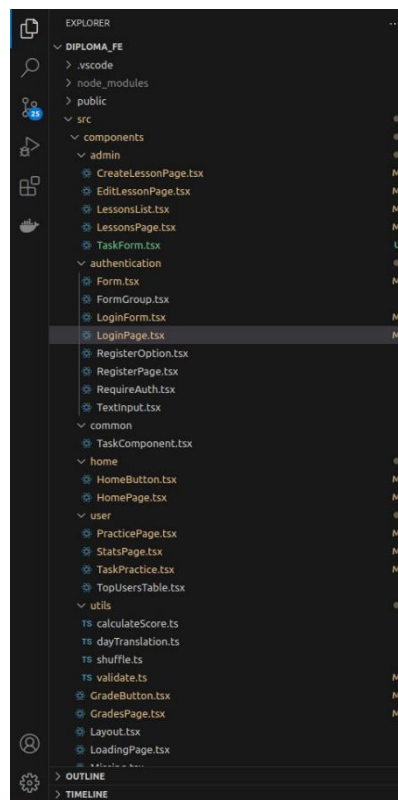 EXPLORER
DIPLOMA_FE
.vscode
node_modules
public
src
components
admin
CreateLessonPage.tsx M
EditLessonPage.tsx M
LessonsList.tsx M
LessonsPage.tsx M
TaskForm.tsx U
authentication
Form.tsx M
FormGroup.tsx
LoginForm.tsx M
LoginPage.tsx M
RegisterOption.tsx
RegisterPage.tsx
RequireAuth.tsx
TextInput.tsx
common
TaskComponent.tsx
home
HomeButton.tsx M
HomePage.tsx M
user
PracticePage.tsx M
StatsPage.tsx M
TaskPractice.tsx M
TopUsersTable.tsx
utils
TS calculateScore.ts
TS dayTranslation.ts
TS shuffle.ts
TS validate.ts M
GradeButton.tsx M
GradesPage.tsx M
Layout.tsx
LoadingPage.tsx
OUTLINE
TIMELINE
25